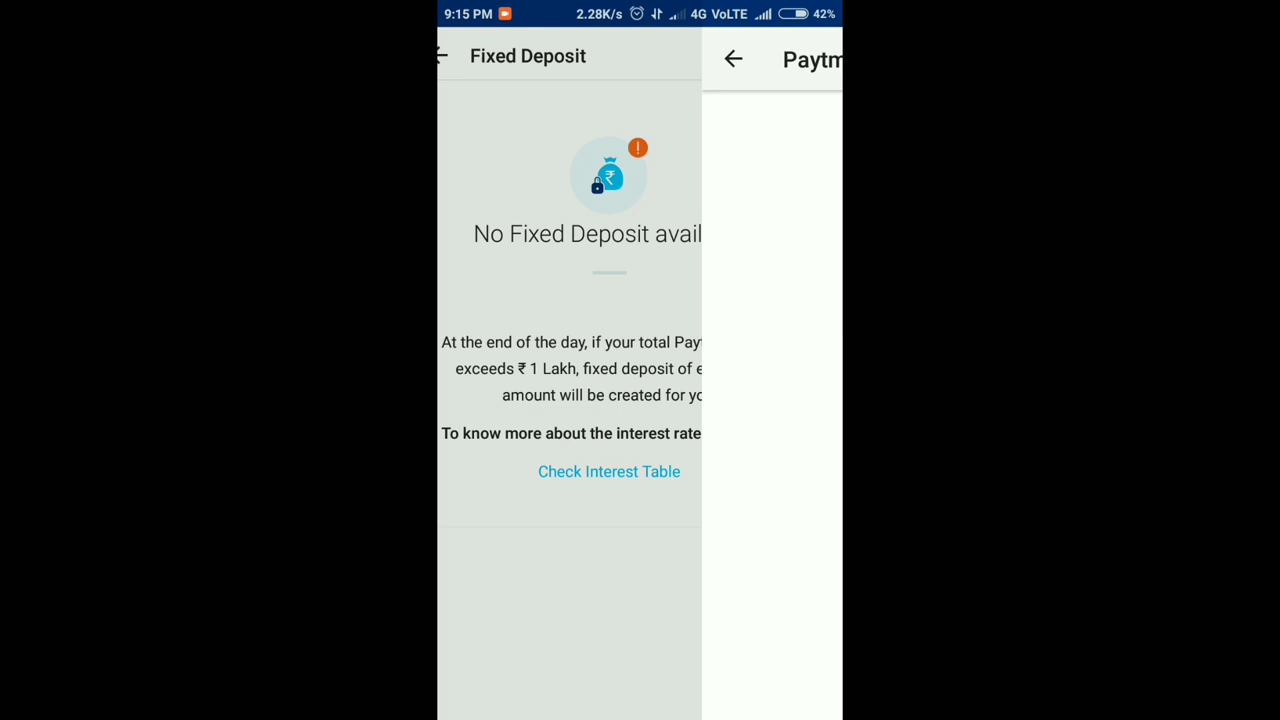 9:15 PM 2.28K/s 4G VoLTE 42%
Fixed Deposit
Paytm
No Fixed Deposit avail
At the end of the day, if your total Pay
exceeds ₹ 1 Lakh, fixed deposit of e
amount will be created for yo
To know more about the interest rate
Check Interest Table